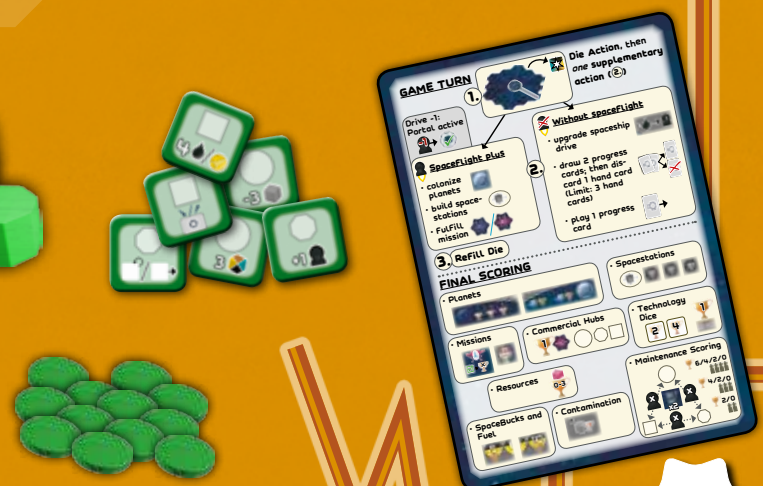 GAME TURN
1.
Die Action, then
one supplementary
action (2.)
Drive -1:
Portal active
-1
SpaceFlight plus
• colonize
planets
• build space-
stations
• FulFill
mission
2.
Without spaceFlight
• upgrade spaceship
drive
• draw 2 progress
cards; then dis-
card 1 hand card
(Limit: 3 hand
cards)
• play 1 progress
card
3. ReFill Die
FINAL SCORING
• Planets
• Spacestations
• Missions
• Commercial Hubs
1
• Technology
Dice
1
2 4
• Resources
0-3
• Maintenance Scoring
6/4/2/0
4/2/0
2/0
x2
• SpaceBucks and
Fuel
• Contamination
4 /
-3
3
+1
/